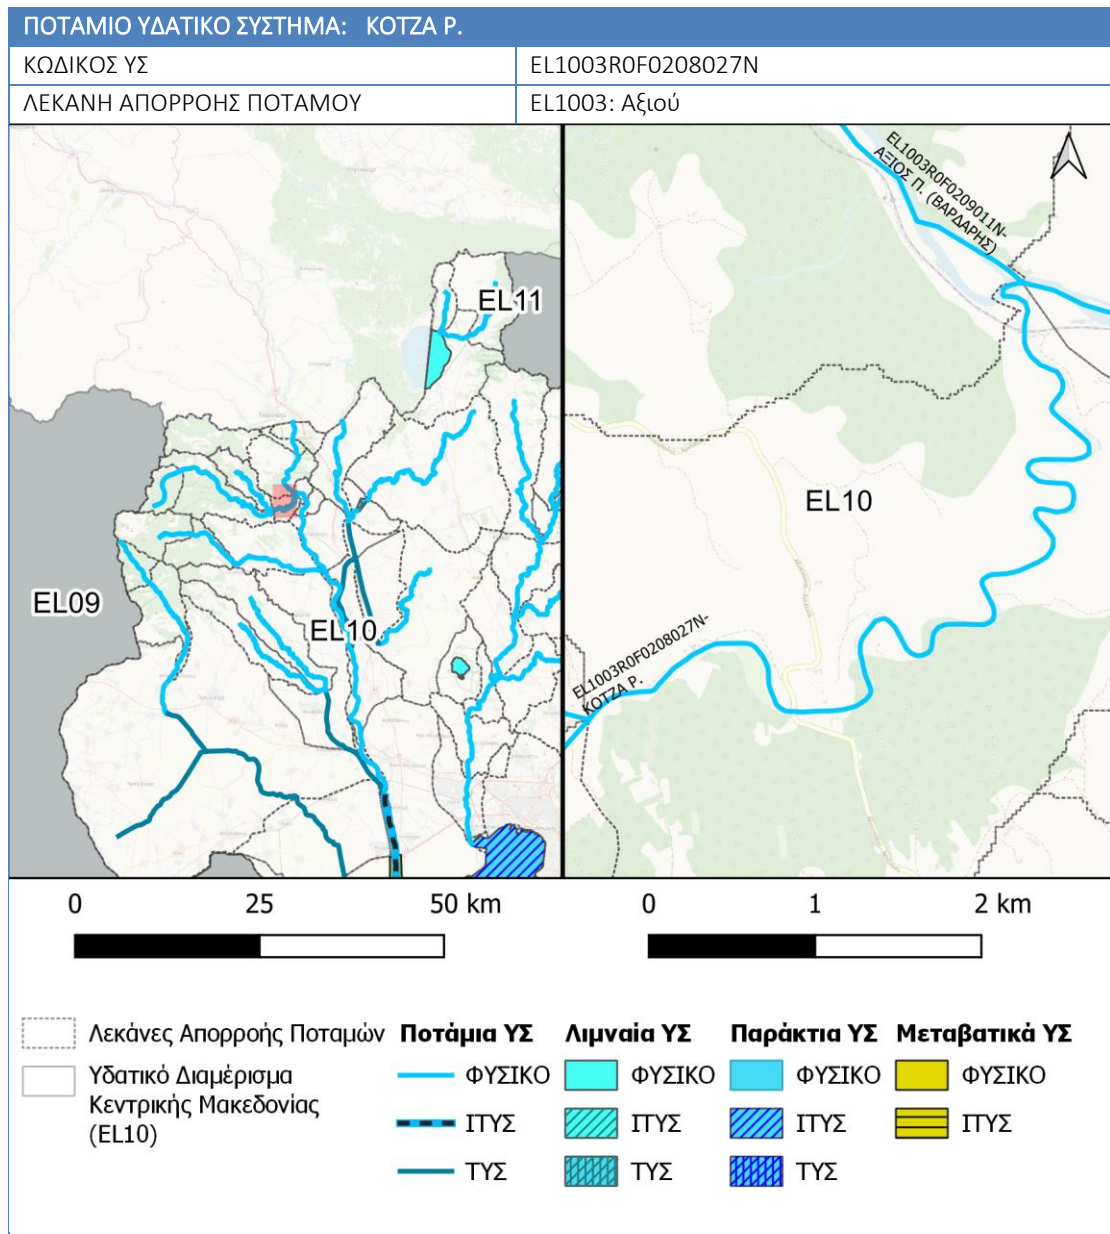 ΠΟΤΑΜΙΟ ΥΔΑΤΙΚΟ ΣΥΣΤΗΜΑ: ΚΟΤΖΑ Ρ.
ΚΩΔΙΚΟΣ ΥΣ EL1003R0F0208027N
ΛΕΚΑΝΗ ΑΠΟΡΡΟΗΣ ΠΟΤΑΜΟΥ EL1003: Αξιού
EL11
EL09
EL10
EL1003R0F0209011N-
ΑΞΙΟΣ Π. (ΒΑΡΔΑΡΗΣ)
EL10
EL1003R0F0208027N-
ΚΟΤΖΑ Ρ.
0 25 50 km
0 1 2 km
Λεκάνες Απορροής Ποταμών
Υδατικό Διαμέρισμα
Κεντρικής Μακεδονίας
(EL10)
Ποτάμια ΥΣ
ΦΥΣΙΚΟ
ΙΤΥΣ
ΤΥΣ
Λιμναία ΥΣ
ΦΥΣΙΚΟ
ΙΤΥΣ
ΤΥΣ
Παράκτια ΥΣ
ΦΥΣΙΚΟ
ΙΤΥΣ
ΤΥΣ
Μεταβατικά ΥΣ
ΦΥΣΙΚΟ
ΙΤΥΣ